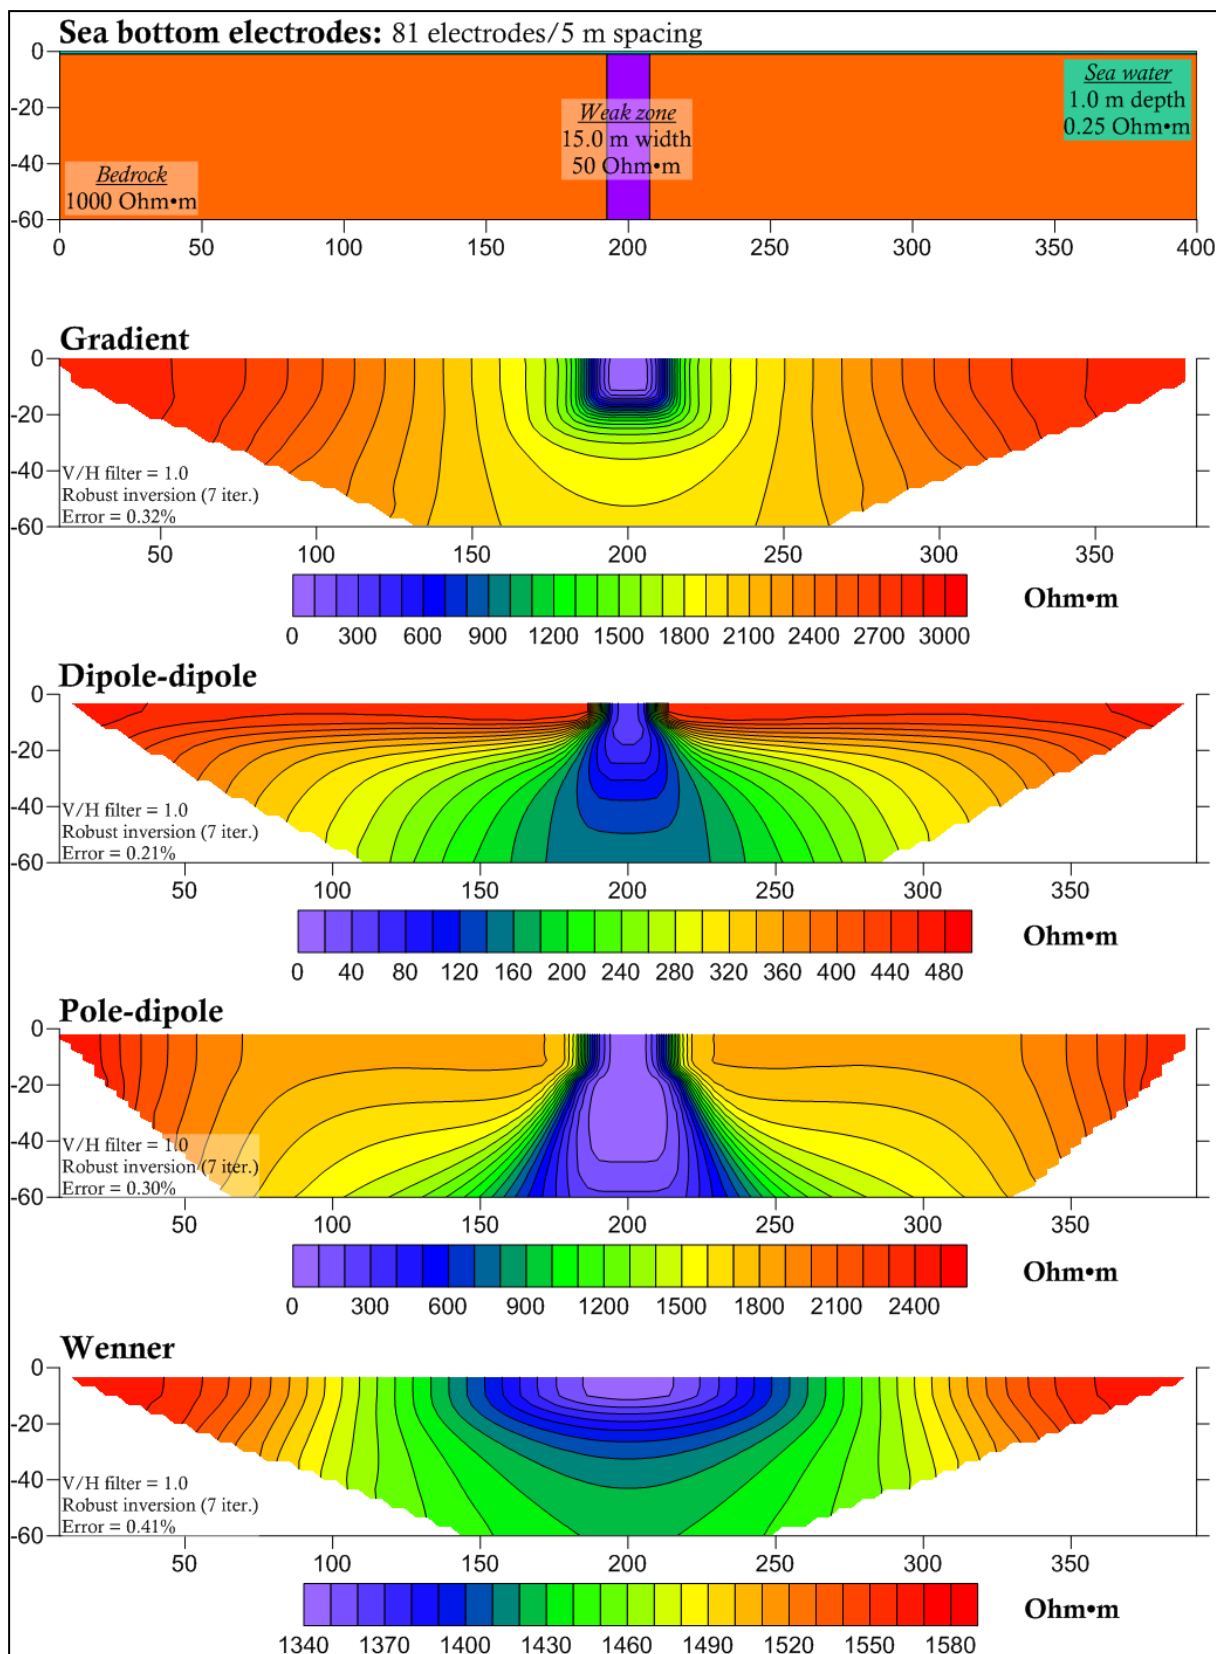 Sea bottom electrodes: 81 electrodes/5 m spacing
0
-20
-40
-60
Sea water
1.0 m depth
0.25 Ohm•m
Weak zone
15.0 m width
50 Ohm•m
Bedrock
1000 Ohm•m
0 50 100 150 200 250 300 350 400
Gradient
0
-20
-40
-60
V/H filter = 1.0
Robust inversion (7 iter.)
Error = 0.32%
50 100 150 200 250 300 350
Ohm•m
0 300 600 900 1200 1500 1800 2100 2400 2700 3000
Dipole-dipole
0
-20
-40
-60
V/H filter = 1.0
Robust inversion (7 iter.)
Error = 0.21%
50 100 150 200 250 300 350
Ohm•m
0 40 80 120 160 200 240 280 320 360 400 440 480
Pole-dipole
0
-20
-40
-60
V/H filter = 1.0
Robust inversion (7 iter.)
Error = 0.30%
50 100 150 200 250 300 350
Ohm•m
0 300 600 900 1200 1500 1800 2100 2400
Wenner
0
-20
-40
-60
V/H filter = 1.0
Robust inversion (7 iter.)
Error = 0.41%
50 100 150 200 250 300 350
Ohm•m
1340 1370 1400 1430 1460 1490 1520 1550 1580